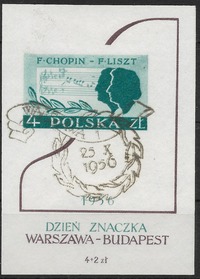 F·CHOPIN - F·LISZT
4 POLSKA ZŁ
25 X
1956
1956
DZIEŃ ZNACZKA
WARSZAWA-BUDAPEST
4+2 zł